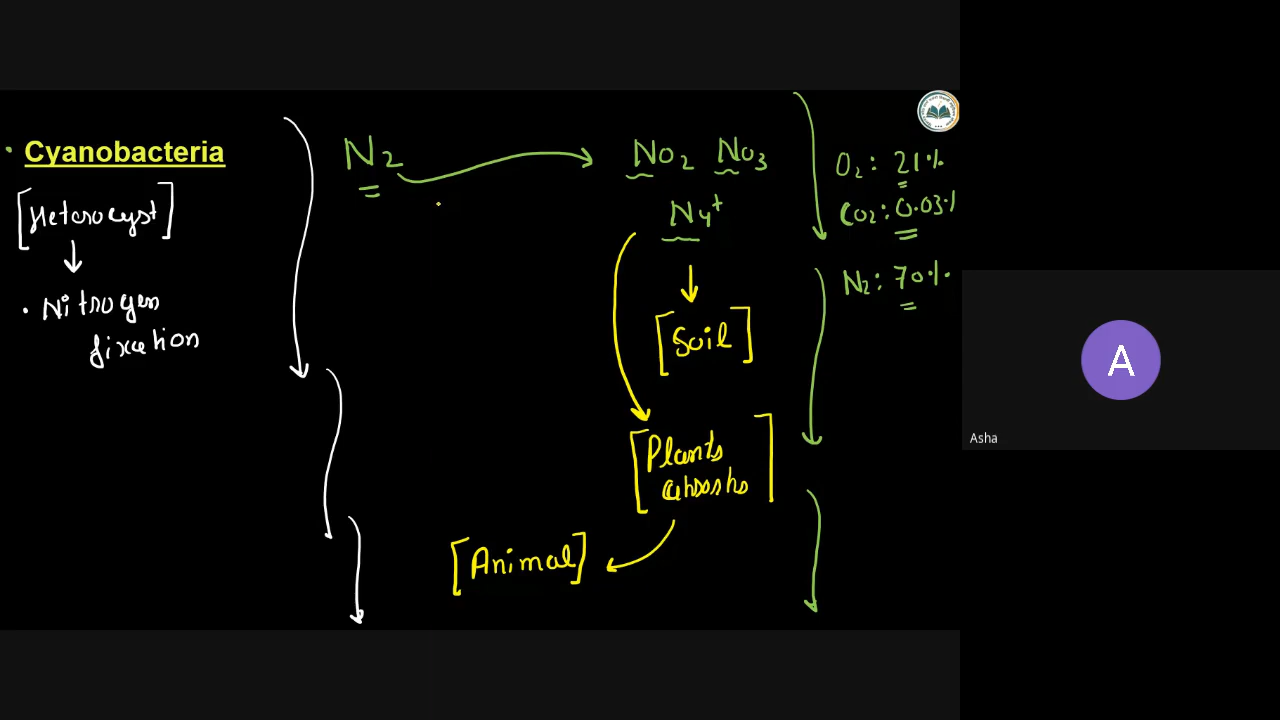 • Cyanobacteria
[Heterocyst]
↓
• Nitrogen
fixation
N2 → NO2 NO3
N4+
↓
[Soil]
[Plants
absorbs]
[Animal]
O2: 21%
CO2: 0.03%
N2: 70%
A
Asha